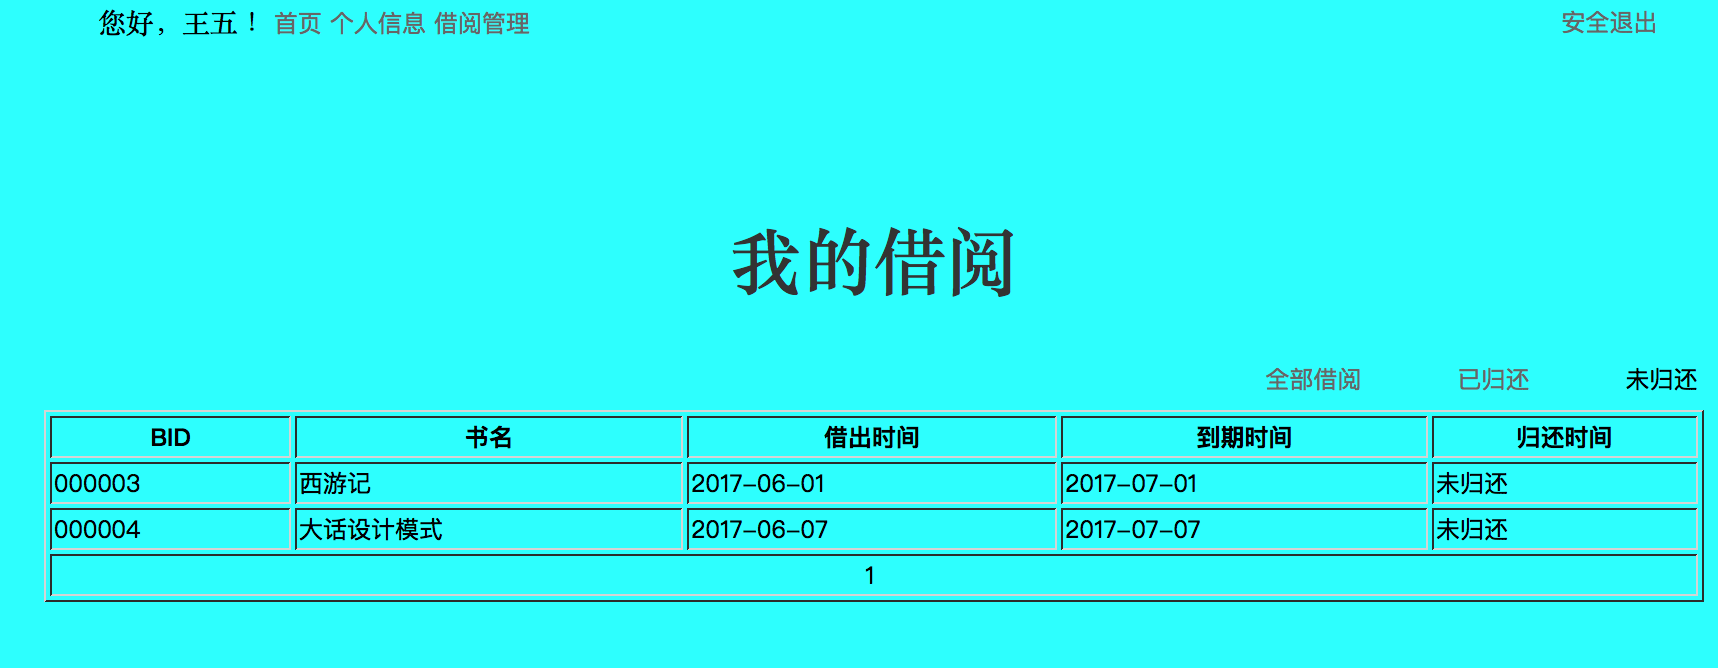 您好，王五！ 首页 个人信息 借阅管理 安全退出
我的借阅
全部借阅 已归还 未归还
BID 书名 借出时间 到期时间 归还时间
000003 西游记 2017-06-01 2017-07-01 未归还
000004 大话设计模式 2017-06-07 2017-07-07 未归还
1